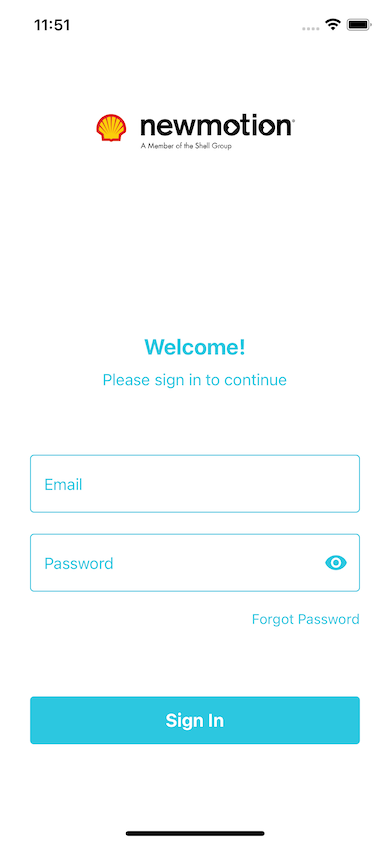 11:51
newmotion
A Member of the Shell Group
Welcome!
Please sign in to continue
Email
Password
Forgot Password
Sign In